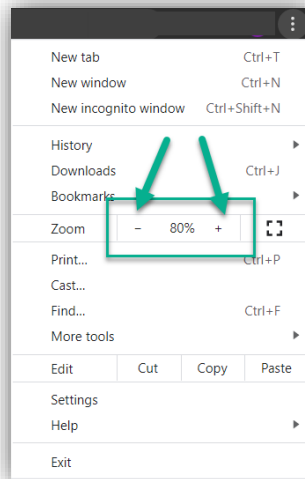 New tab Ctrl+T
New window Ctrl+N
New incognito window Ctrl+Shift+N
History
Downloads Ctrl+J
Bookmarks
Zoom - 80% +
Print... Ctrl+P
Cast...
Find... Ctrl+F
More tools
Edit Cut Copy Paste
Settings
Help
Exit